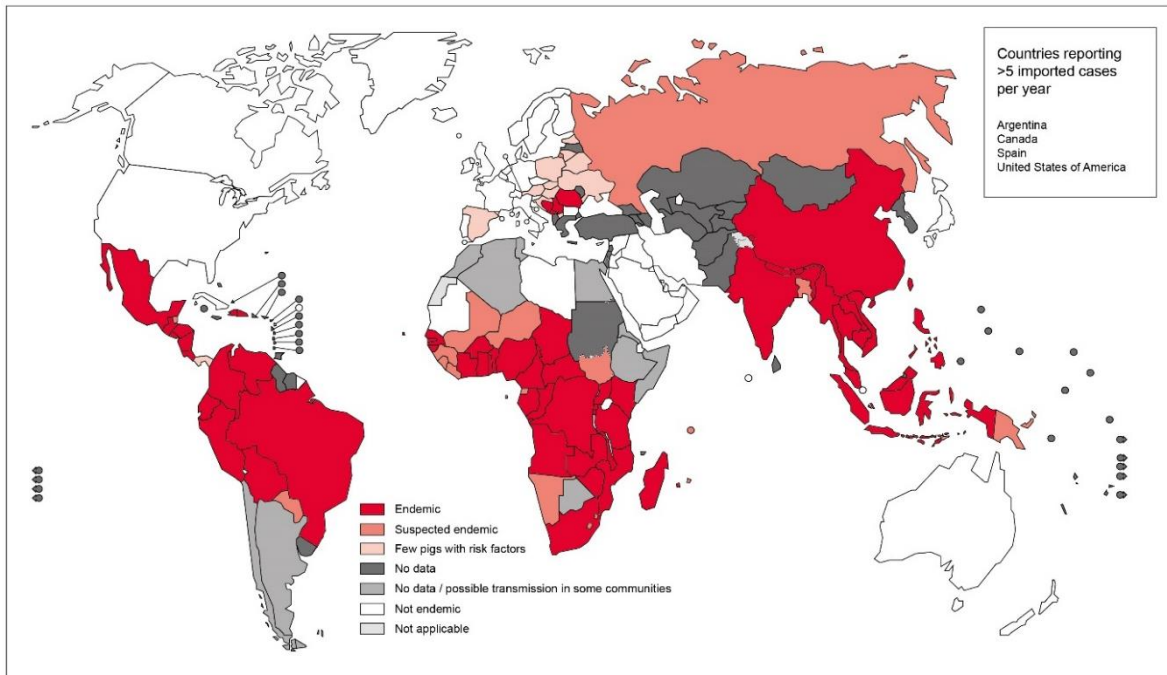 Countries reporting
>5 imported cases
per year
Argentina
Canada
Spain
United States of America
Endemic
Suspected endemic
Few pigs with risk factors
No data
No data / possible transmission in some communities
Not endemic
Not applicable